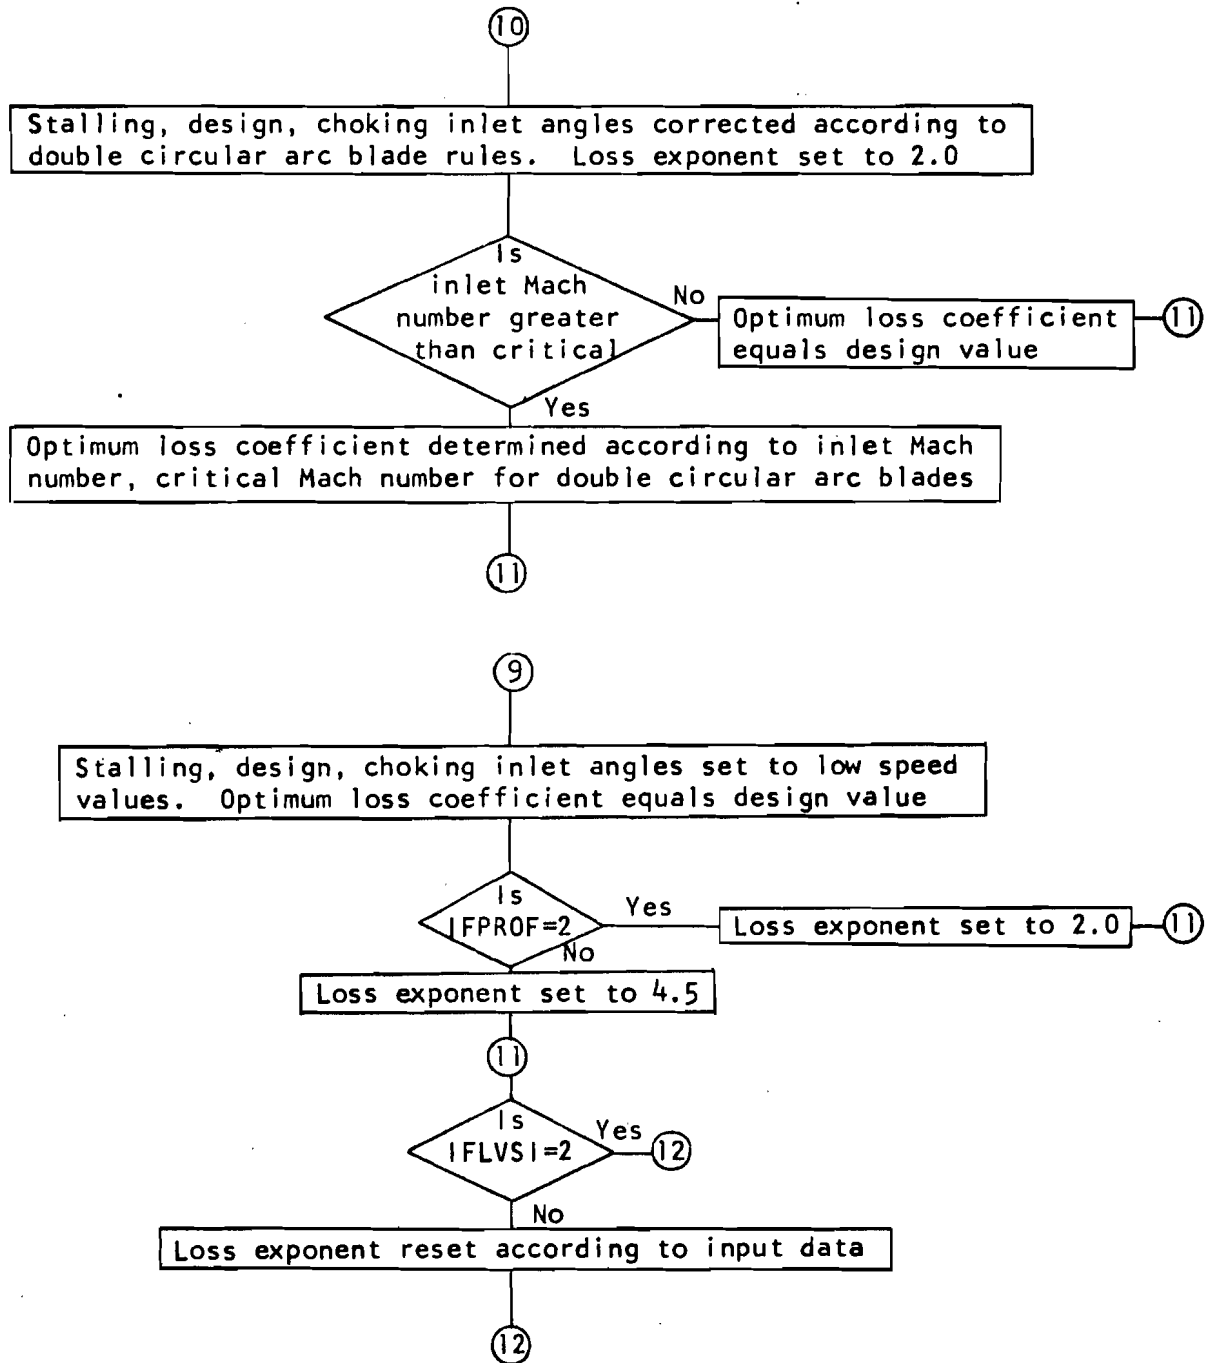 10
Stalling, design, choking inlet angles corrected according to
double circular arc blade rules. Loss exponent set to 2.0
Is
inlet Mach
number greater
than critical
No
Optimum loss coefficient
equals design value
11
Yes
Optimum loss coefficient determined according to inlet Mach
number, critical Mach number for double circular arc blades
11
9
Stalling, design, choking inlet angles set to low speed
values. Optimum loss coefficient equals design value
Is
IFPROF=2
Yes
Loss exponent set to 2.0
11
No
Loss exponent set to 4.5
11
Is
IFLVSI=2
Yes
12
No
Loss exponent reset according to input data
12